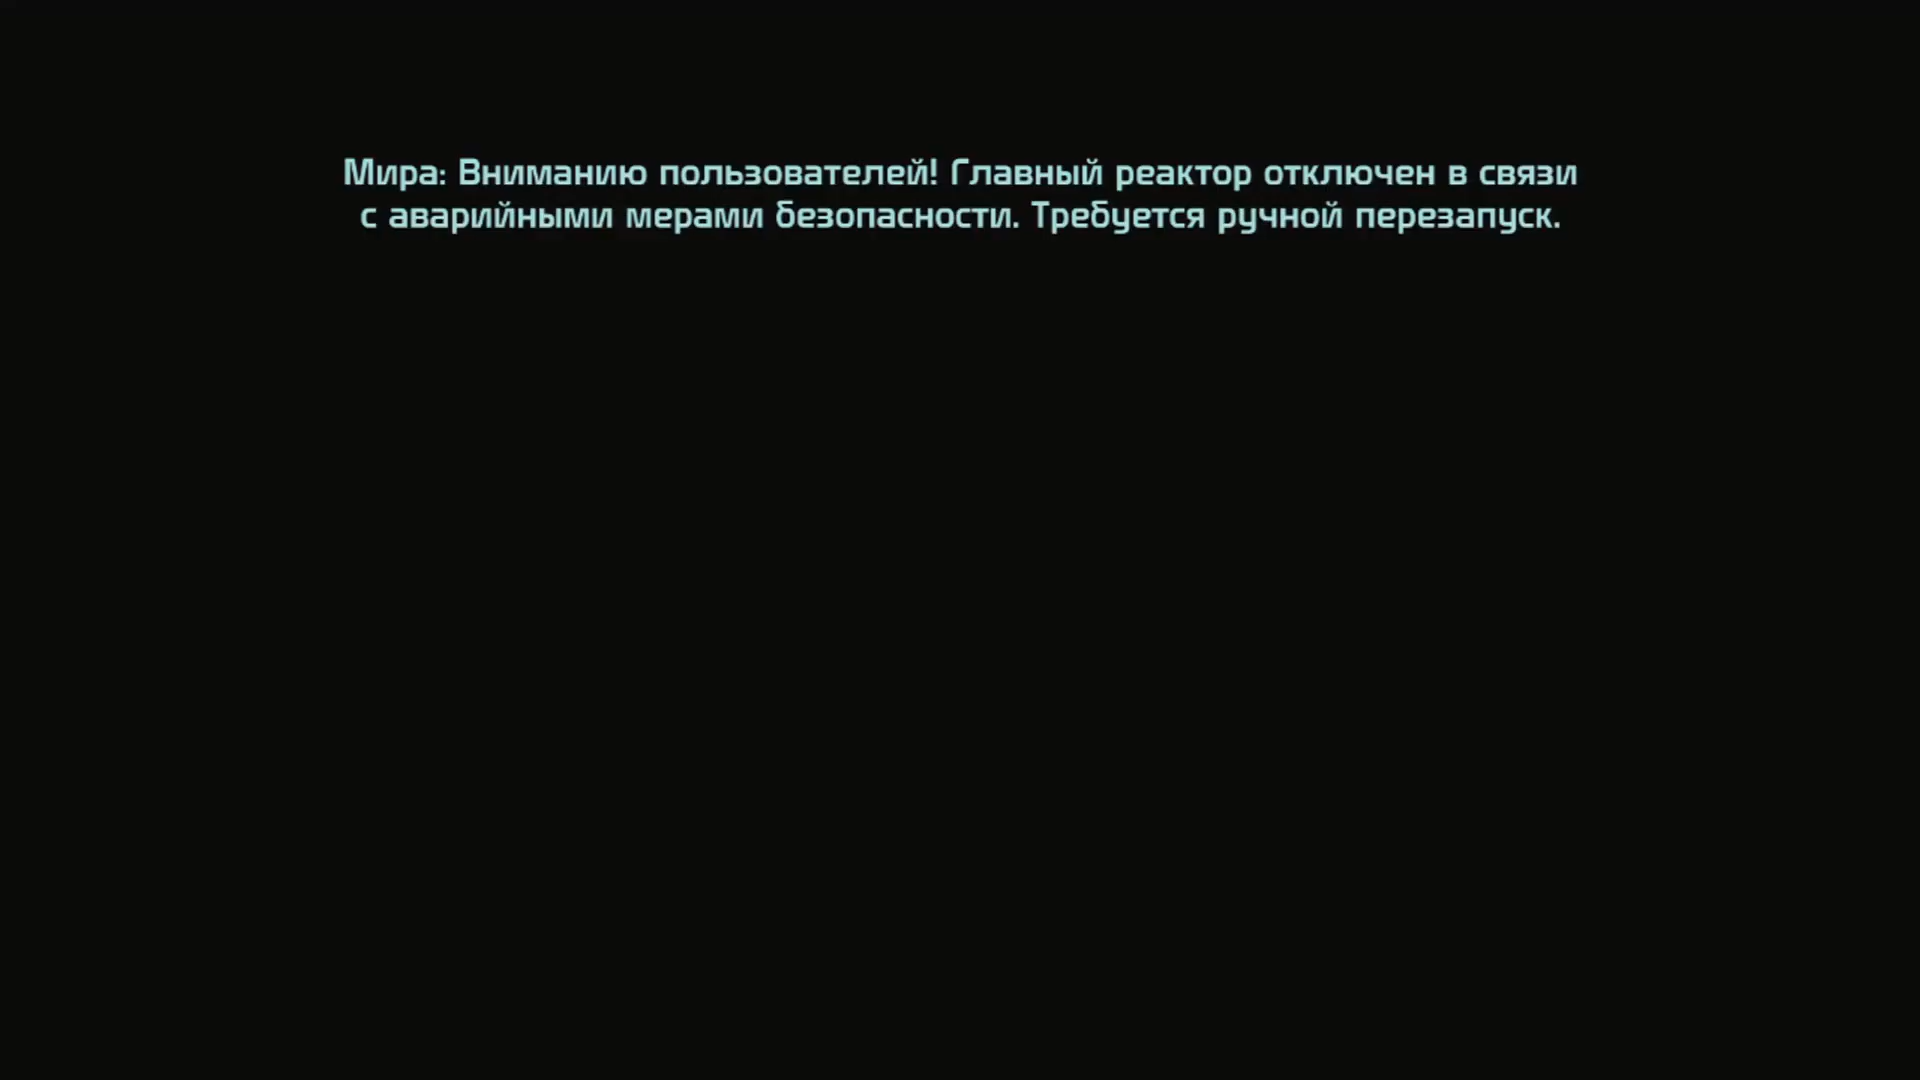 Мира: Вниманию пользователей! Главный реактор отключен в связи
с аварийными мерами безопасности. Требуется ручной перезапуск.